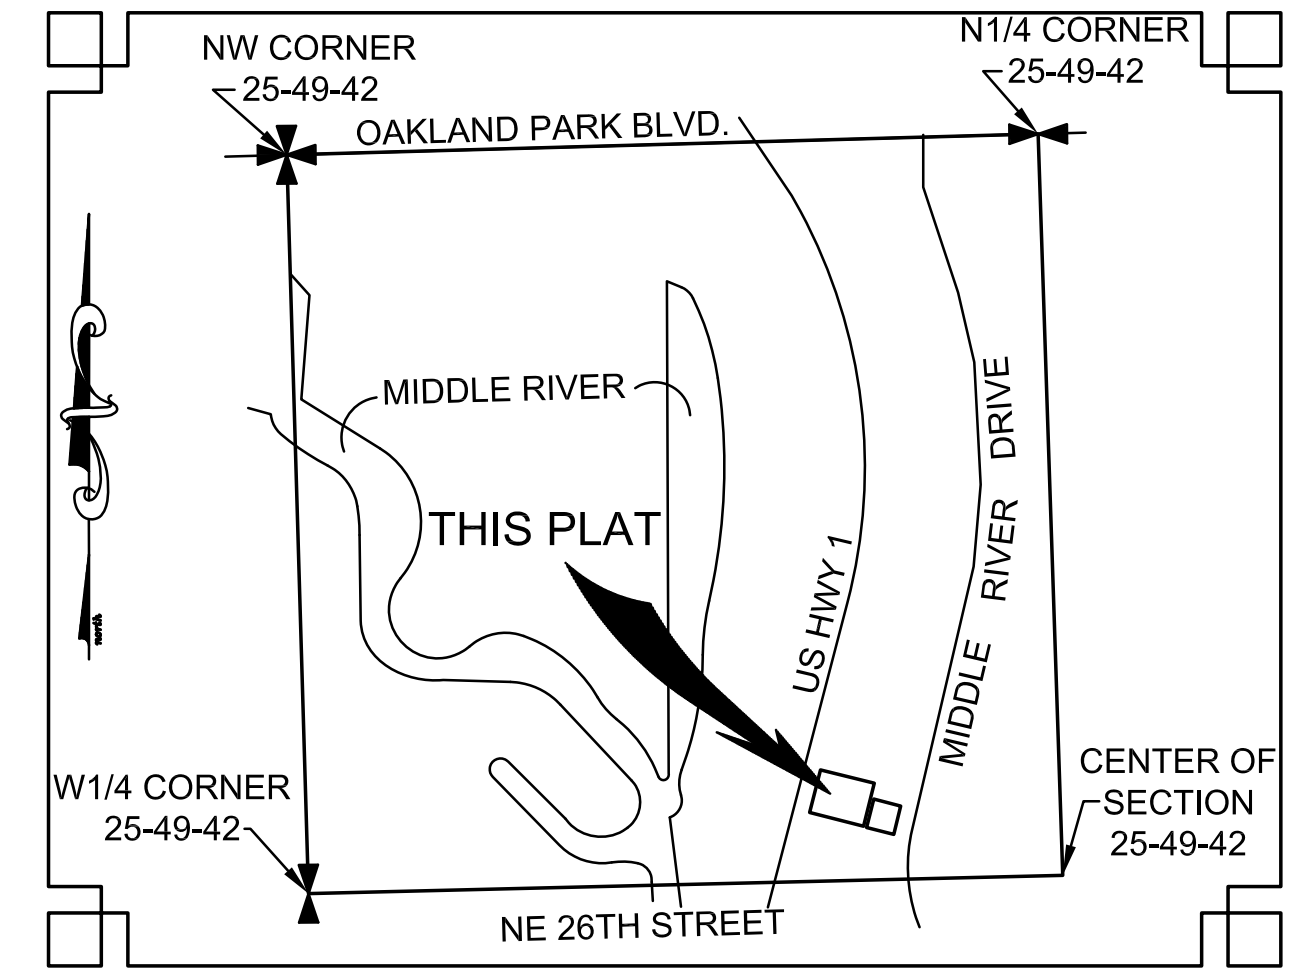 NW CORNER
25-49-42
N1/4 CORNER
25-49-42
OAKLAND PARK BLVD.
MIDDLE RIVER
THIS PLAT
US HWY 1
MIDDLE RIVER DRIVE
north
W1/4 CORNER
25-49-42
CENTER OF
SECTION
25-49-42
NE 26TH STREET